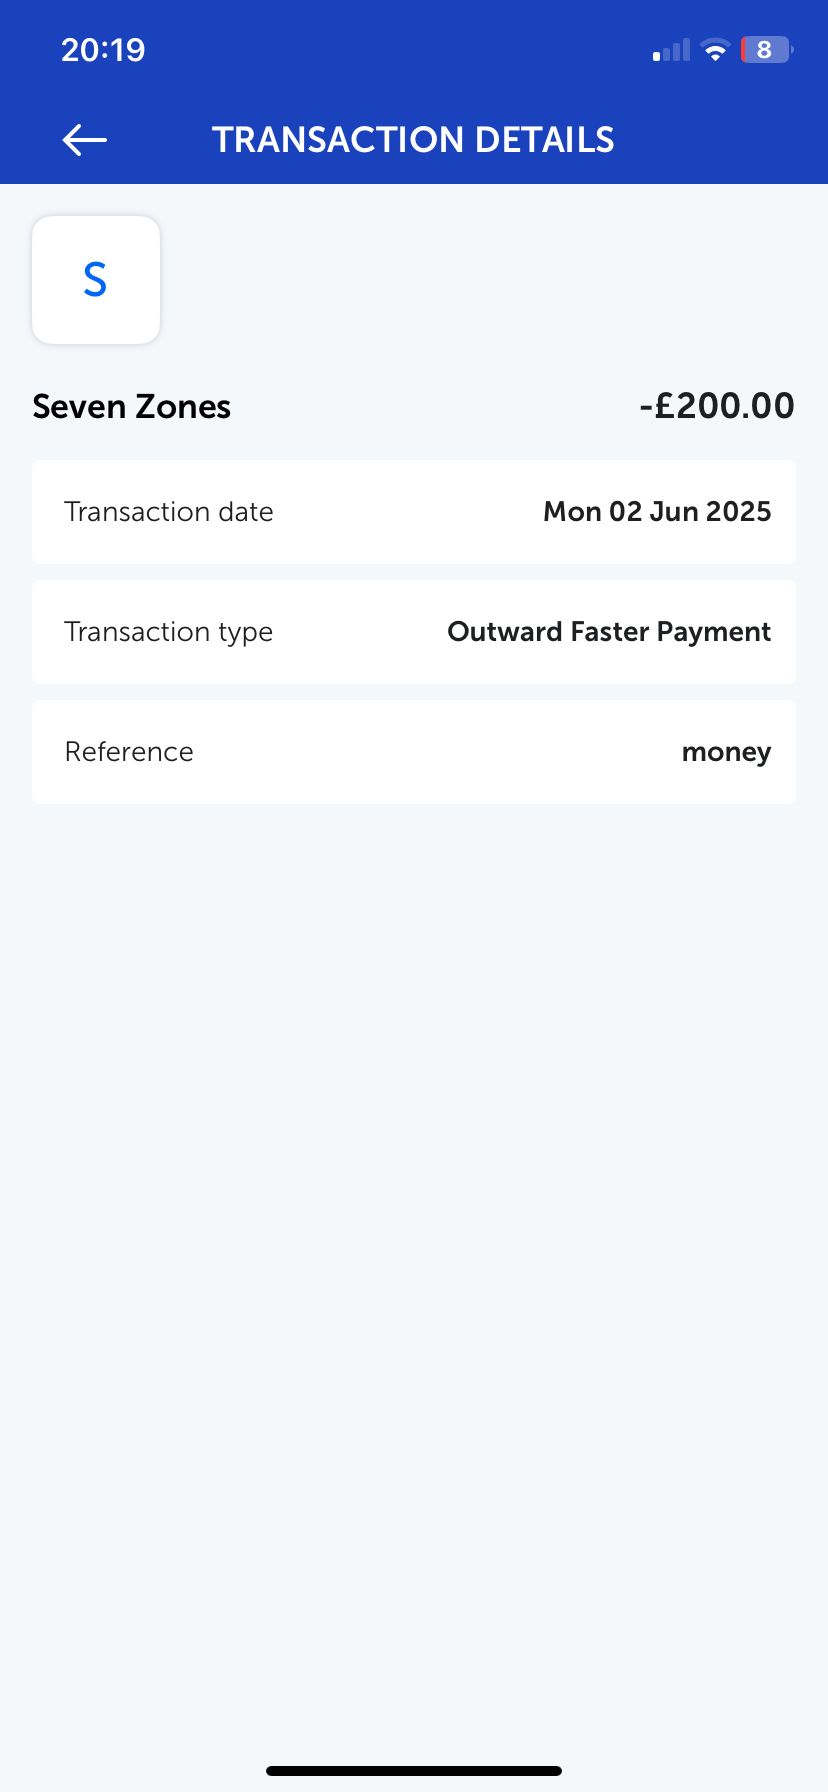 20:19
8
TRANSACTION DETAILS
S
Seven Zones -£200.00
Transaction date Mon 02 Jun 2025
Transaction type Outward Faster Payment
Reference money